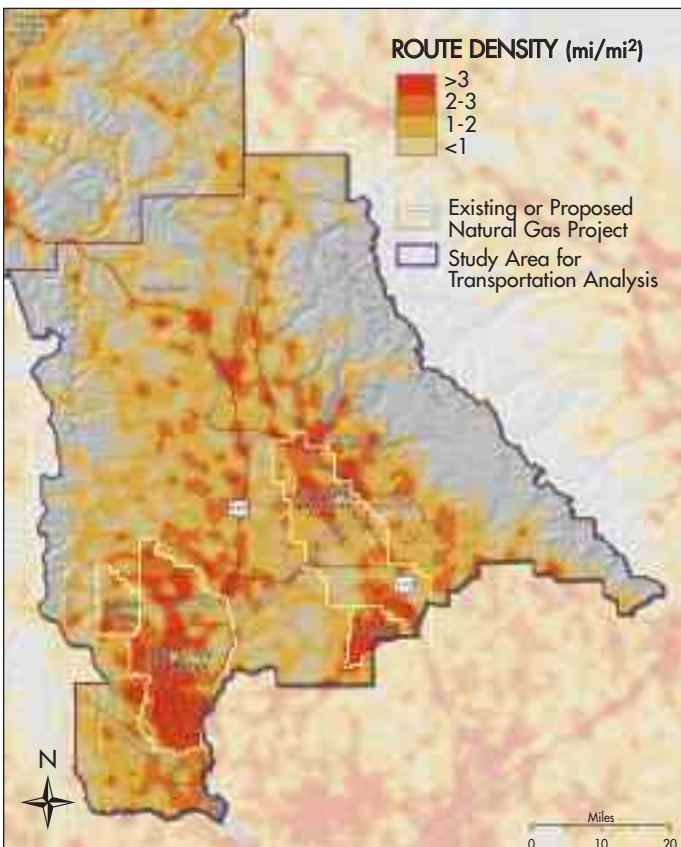 ROUTE DENSITY (mi/mi²)
>3
2-3
1-2
<1
Existing or Proposed
Natural Gas Project
Study Area for
Transportation Analysis
N
Miles
0 10 20